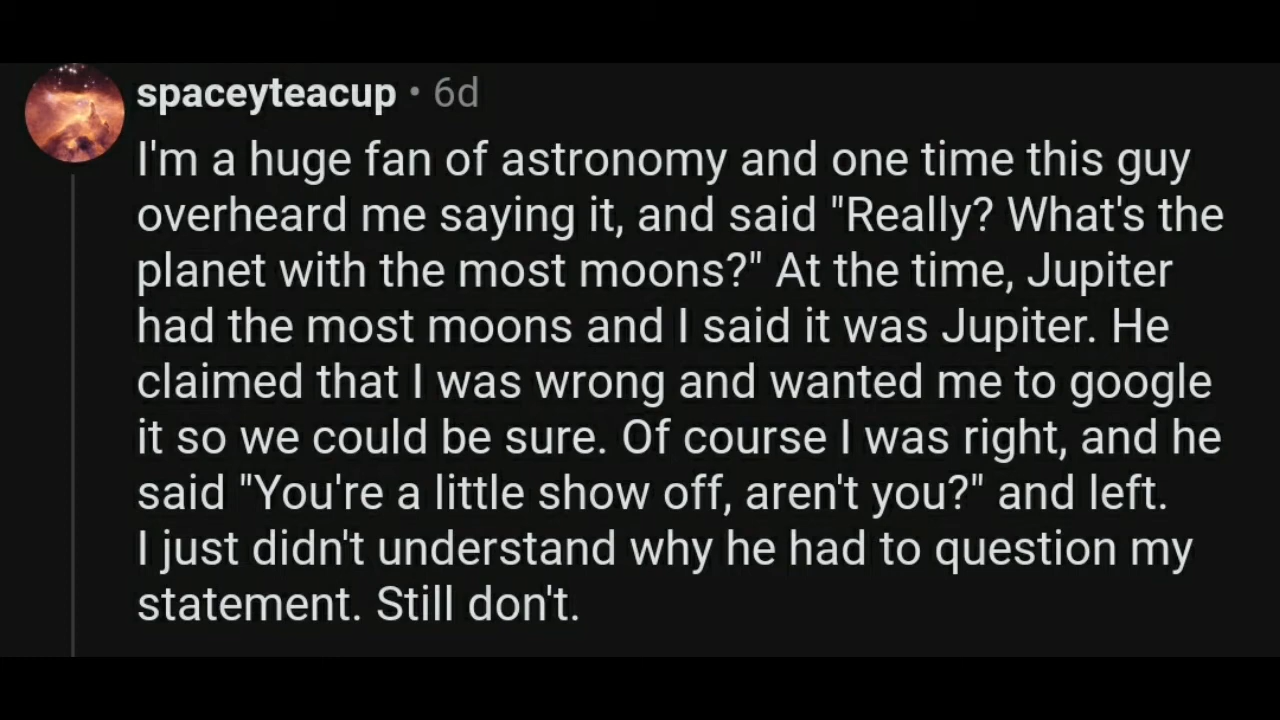 spaceyteacup • 6d
I'm a huge fan of astronomy and one time this guy
overheard me saying it, and said "Really? What's the
planet with the most moons?" At the time, Jupiter
had the most moons and I said it was Jupiter. He
claimed that I was wrong and wanted me to google
it so we could be sure. Of course I was right, and he
said "You're a little show off, aren't you?" and left.
I just didn't understand why he had to question my
statement. Still don't.